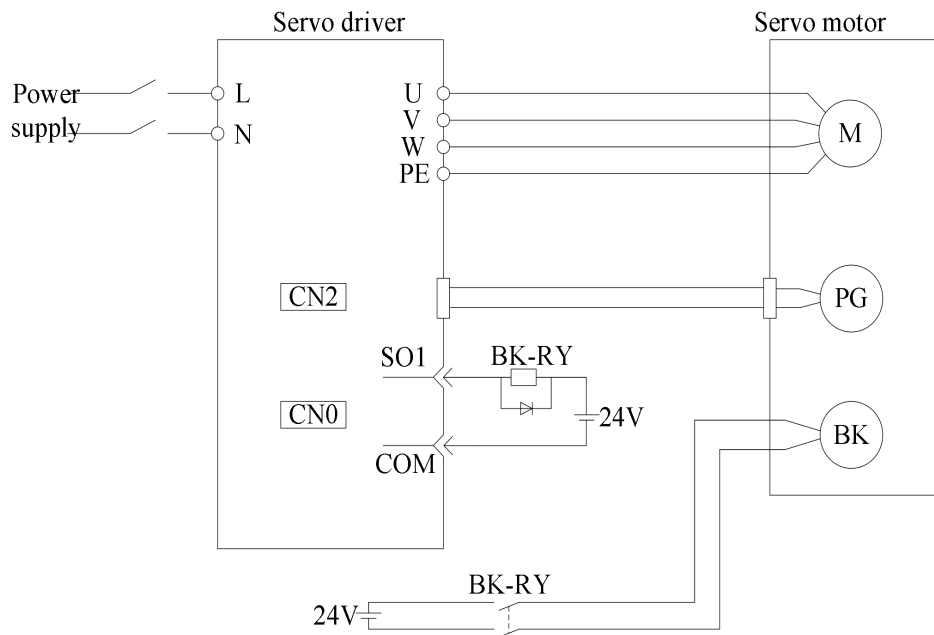 Servo driver
Servo motor
Power
supply
L
N
U
V
W
PE
M
CN2
PG
SO1
BK-RY
CN0
24V
COM
BK
BK-RY
24V